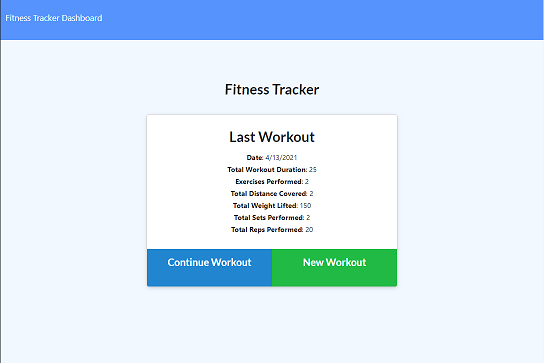 Fitness Tracker Dashboard
Fitness Tracker
Last Workout
Date: 4/13/2021
Total Workout Duration: 25
Exercises Performed: 2
Total Distance Covered: 2
Total Weight Lifted: 150
Total Sets Performed: 2
Total Reps Performed: 20
Continue Workout New Workout